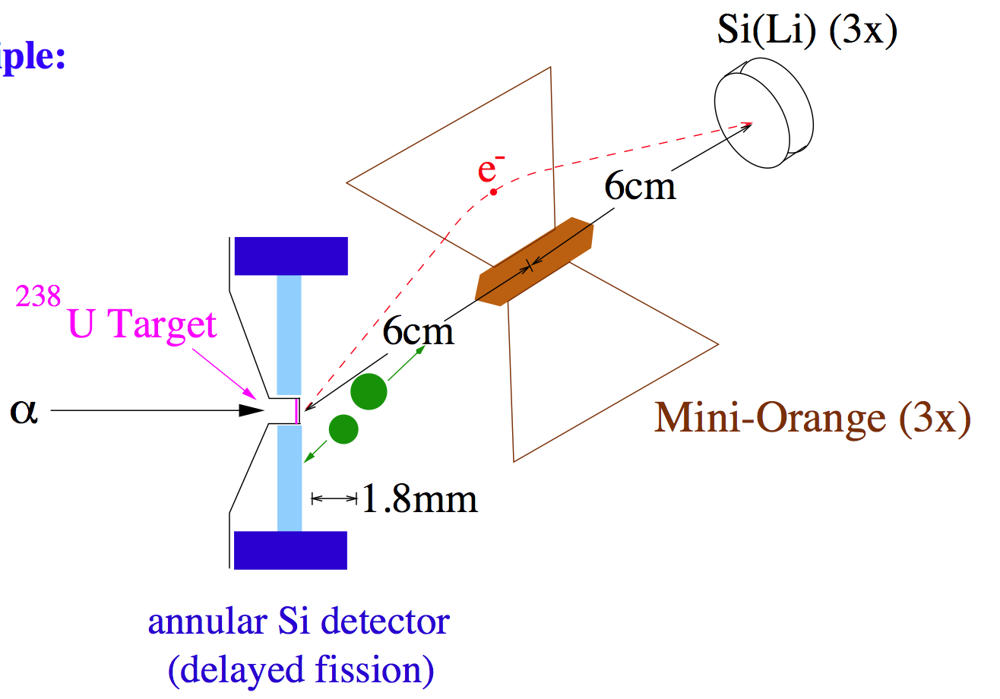 Si(Li) (3x)
iple:
e⁻
6cm
²³⁸U Target
6cm
α
Mini-Orange (3x)
1.8mm
annular Si detector
(delayed fission)